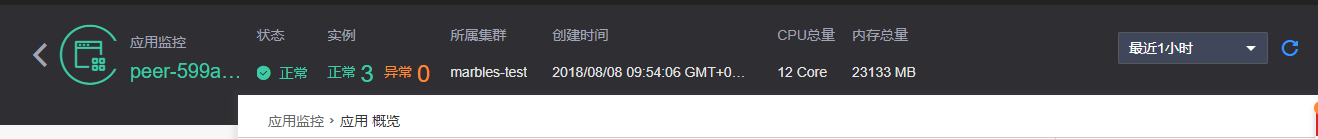 应用监控
peer-599a...
状态 实例 所属集群 创建时间 CPU总量 内存总量
正常 正常 3 异常 0 marbles-test 2018/08/08 09:54:06 GMT+0... 12 Core 23133 MB
最近1小时
应用监控 › 应用 概览